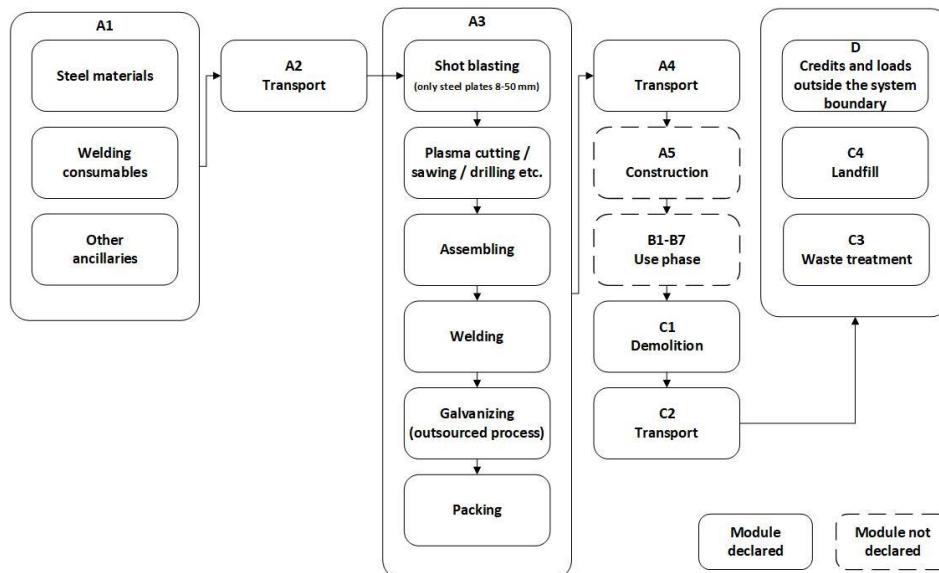 A1
Steel materials
Welding
consumables
Other
ancillaries
A2
Transport
A3
Shot blasting
(only steel plates 8-50 mm)
Plasma cutting /
sawing / drilling etc.
Assembling
Welding
Galvanizing
(outsourced process)
Packing
A4
Transport
A5
Construction
B1-B7
Use phase
C1
Demolition
C2
Transport
D
Credits and loads
outside the system
boundary
C4
Landfill
C3
Waste treatment
Module
declared
Module not
declared